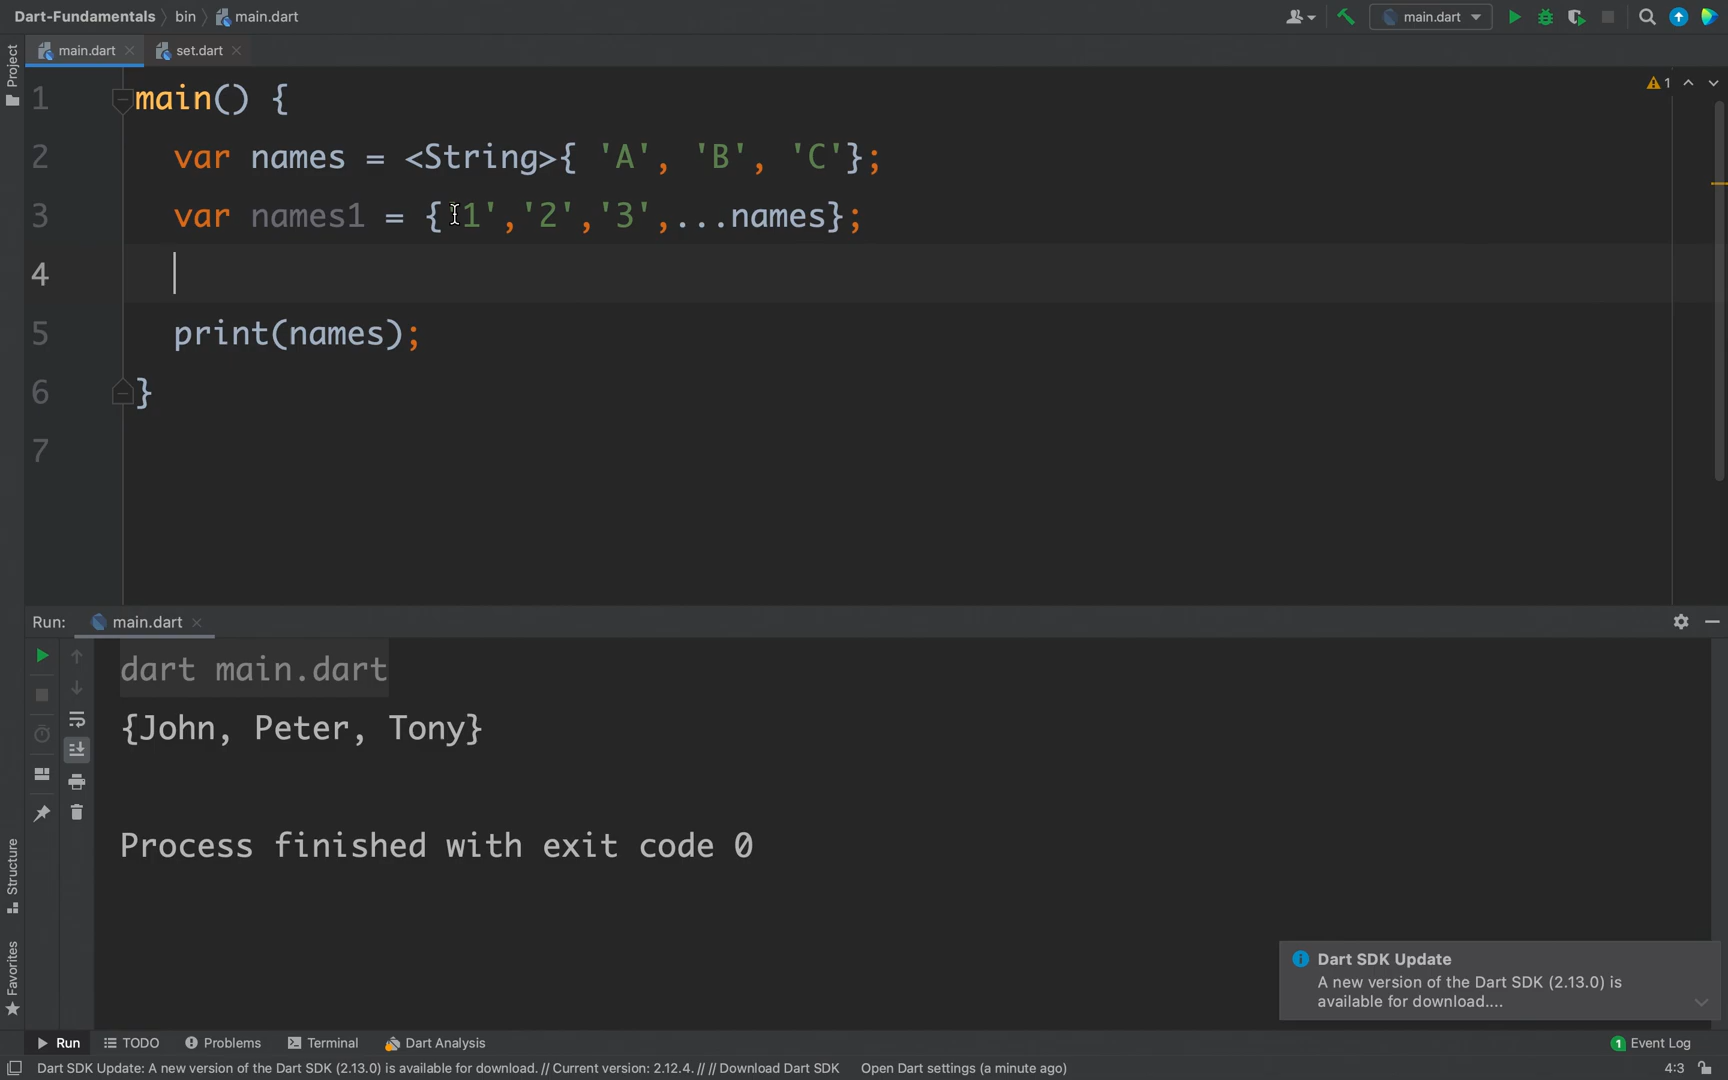 Dart-Fundamentals 〉 bin 〉 main.dart
main.dart
main.dart
set.dart
Project
1
1 main() {
2 var names = <String>{ 'A', 'B', 'C'};
3 var names1 = {'1','2','3',...names};
4
5 print(names);
6 }
7
Run:
main.dart
dart main.dart
{John, Peter, Tony}
Process finished with exit code 0
Structure
Favorites
Dart SDK Update
A new version of the Dart SDK (2.13.0) is
available for download....
Run
TODO
Problems
Terminal
Dart Analysis
1 Event Log
Dart SDK Update: A new version of the Dart SDK (2.13.0) is available for download. // Current version: 2.12.4. // // Download Dart SDK Open Dart settings (a minute ago)
4:3